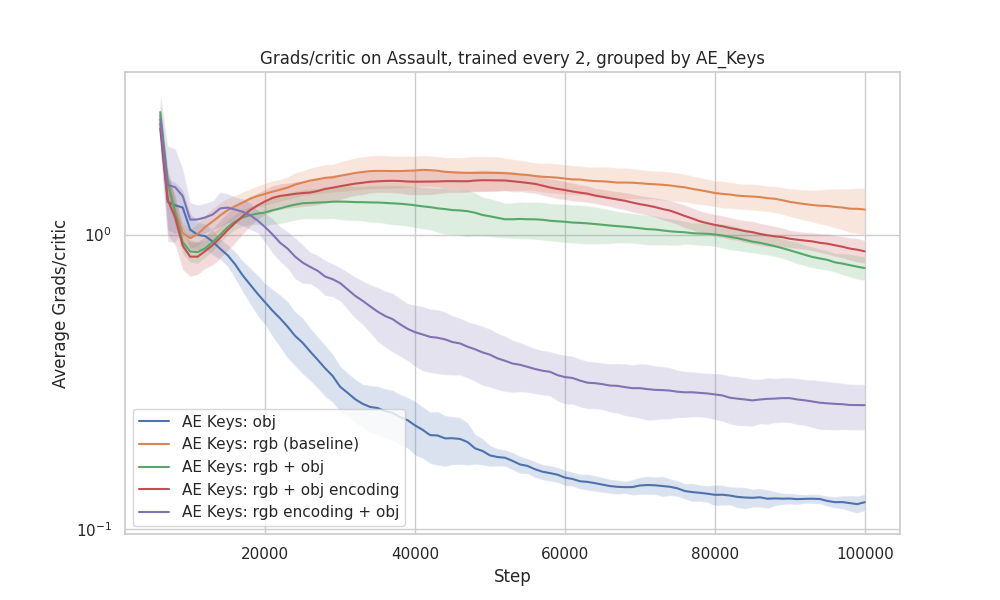 Grads/critic on Assault, trained every 2, grouped by AE_Keys
Average Grads/critic
10⁰
10⁻¹
AE Keys: obj
AE Keys: rgb (baseline)
AE Keys: rgb + obj
AE Keys: rgb + obj encoding
AE Keys: rgb encoding + obj
20000 40000 60000 80000 100000
Step